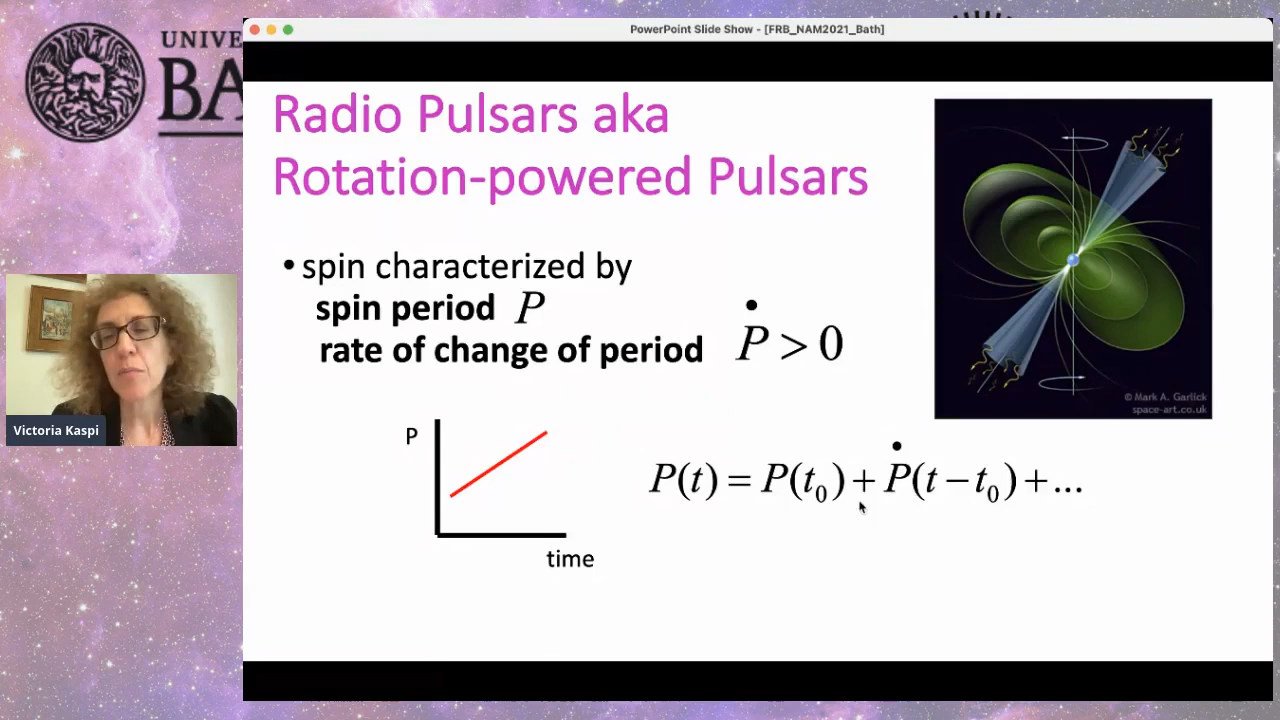 PowerPoint Slide Show - [FRB_NAM2021_Bath]
UNIVE
BA
Radio Pulsars aka
Rotation-powered Pulsars
• spin characterized by
spin period P
rate of change of period Ṗ > 0
© Mark A. Garlick
space-art.co.uk
Victoria Kaspi
P
time
P(t) = P(t₀) + Ṗ(t − t₀) + ...